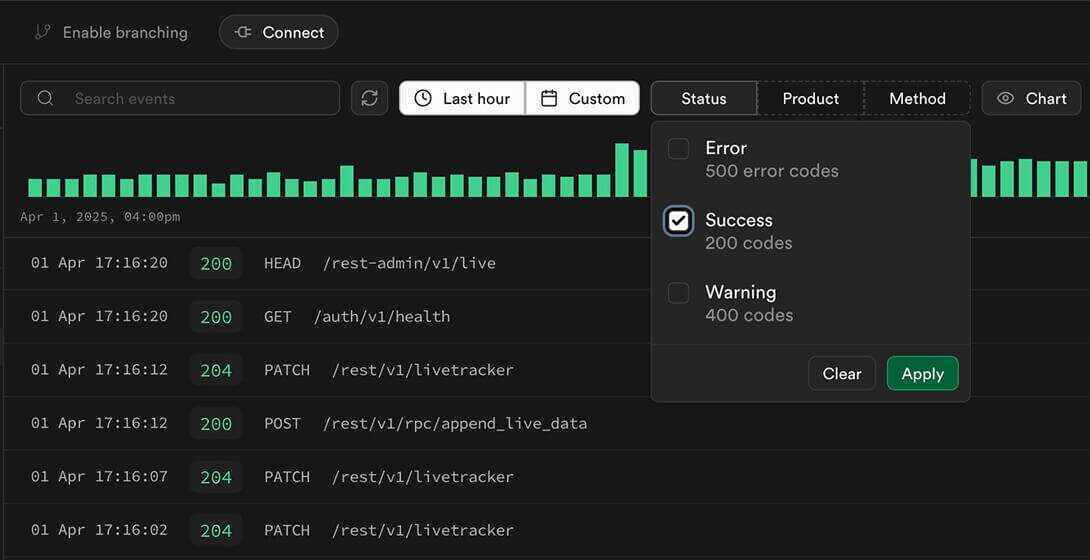 Enable branching
Connect
Search events
Last hour
Custom
Status
Product
Method
Chart
Error
500 error codes
Success
200 codes
Warning
400 codes
Clear
Apply
Apr 1, 2025, 04:00pm
01 Apr 17:16:20 200 HEAD /rest-admin/v1/live
01 Apr 17:16:20 200 GET /auth/v1/health
01 Apr 17:16:12 204 PATCH /rest/v1/livetracker
01 Apr 17:16:12 200 POST /rest/v1/rpc/append_live_data
01 Apr 17:16:07 204 PATCH /rest/v1/livetracker
01 Apr 17:16:02 204 PATCH /rest/v1/livetracker